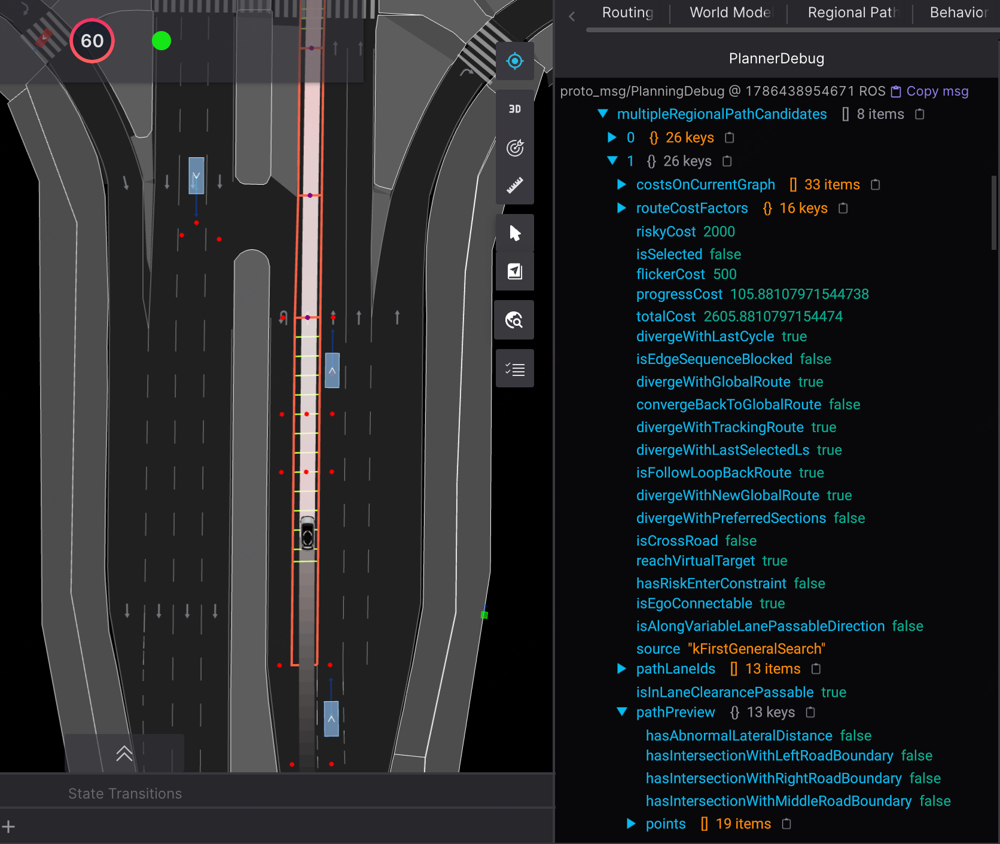 60
3D
State Transitions
Routing
World Mode
Regional Path
Behavior
PlannerDebug
proto_msg/PlanningDebug @ 1786438954671 ROS Copy msg
multipleRegionalPathCandidates [] 8 items
0 {} 26 keys
1 {} 26 keys
costsOnCurrentGraph [] 33 items
routeCostFactors {} 16 keys
riskyCost 2000
isSelected false
flickerCost 500
progressCost 105.88107971544738
totalCost 2605.8810797154474
divergeWithLastCycle true
isEdgeSequenceBlocked false
divergeWithGlobalRoute true
convergeBackToGlobalRoute false
divergeWithTrackingRoute true
divergeWithLastSelectedLs true
isFollowLoopBackRoute true
divergeWithNewGlobalRoute true
divergeWithPreferredSections false
isCrossRoad false
reachVirtualTarget true
hasRiskEnterConstraint false
isEgoConnectable true
isAlongVariableLanePassableDirection false
source "kFirstGeneralSearch"
pathLaneIds [] 13 items
isInLaneClearancePassable true
pathPreview {} 13 keys
hasAbnormalLateralDistance false
hasIntersectionWithLeftRoadBoundary false
hasIntersectionWithRightRoadBoundary false
hasIntersectionWithMiddleRoadBoundary false
points [] 19 items